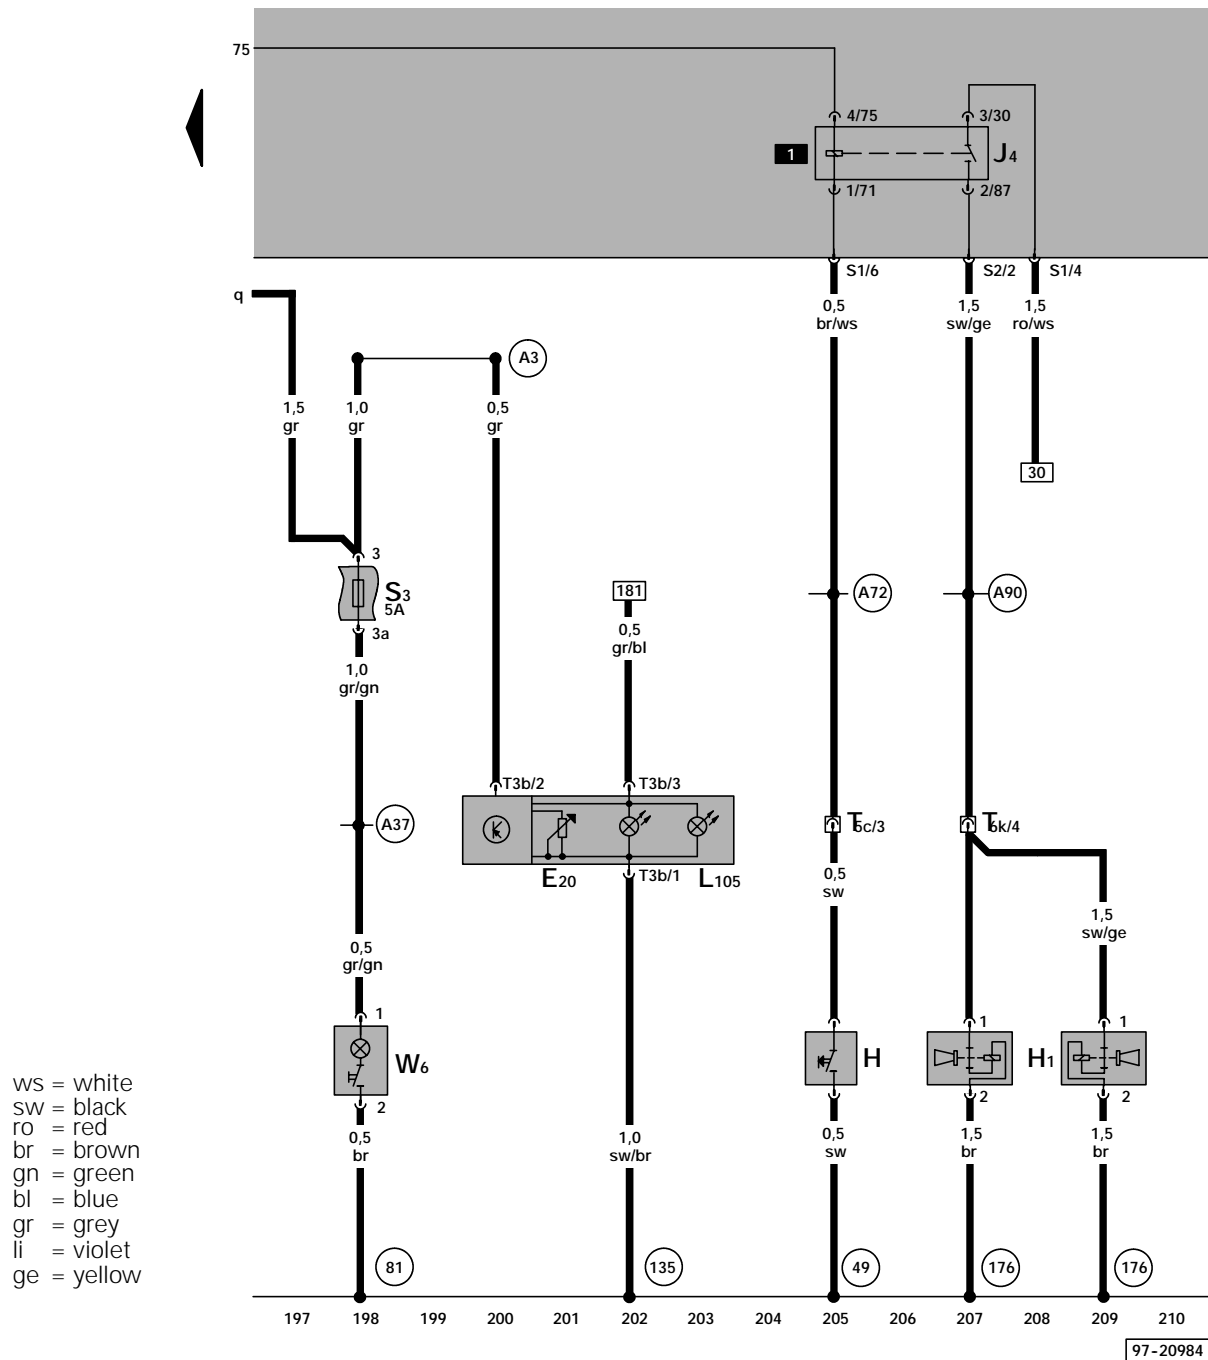 75
4/75
3/30
1
J4
1/71
2/87
S1/6
S2/2
S1/4
q
0,5
br/ws
1,5
sw/ge
1,5
ro/ws
A3
1,5
gr
1,0
gr
0,5
gr
30
3
S3
5A
3a
181
A72
A90
0,5
gr/bl
1,0
gr/gn
T3b/2
T3b/3
A37
T5c/3
T6k/4
E20
T3b/1
L105
0,5
sw
1,5
sw/ge
0,5
gr/gn
1
1
1
W6
H
H1
2
2
2
ws = white
sw = black
ro = red
br = brown
gn = green
bl = blue
gr = grey
li = violet
ge = yellow
0,5
br
1,0
sw/br
0,5
sw
1,5
br
1,5
br
81
135
49
176
176
197 198 199 200 201 202 203 204 205 206 207 208 209 210
97-20984